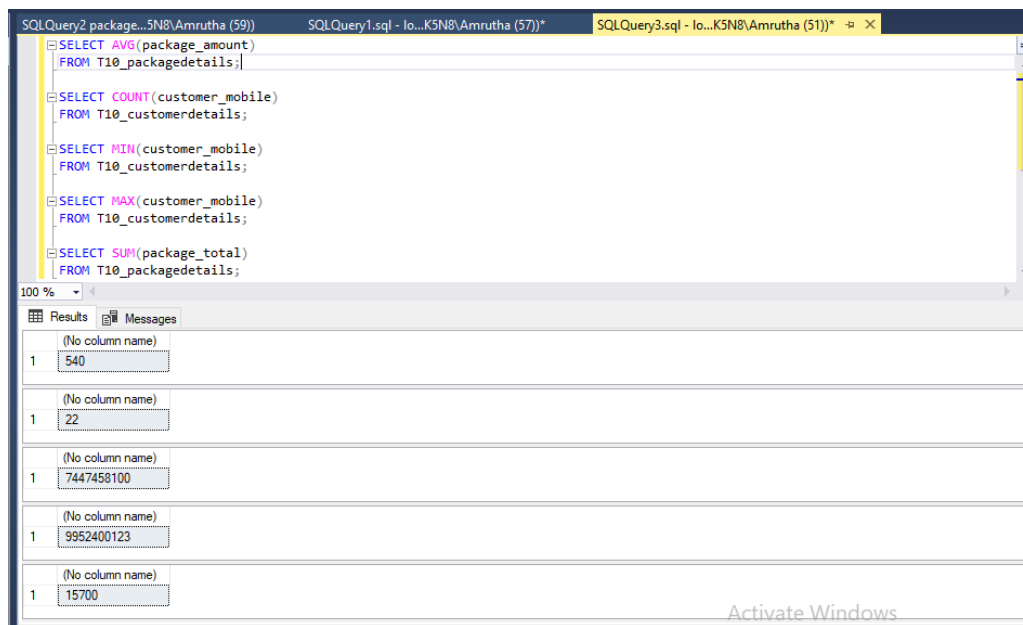 SQLQuery2 package...5N8\Amrutha (59)) SQLQuery1.sql - lo...K5N8\Amrutha (57))* SQLQuery3.sql - lo...K5N8\Amrutha (51))*
SELECT AVG(package_amount)
FROM T10_packagedetails;
SELECT COUNT(customer_mobile)
FROM T10_customerdetails;
SELECT MIN(customer_mobile)
FROM T10_customerdetails;
SELECT MAX(customer_mobile)
FROM T10_customerdetails;
SELECT SUM(package_total)
FROM T10_packagedetails;
100 %
Results Messages
(No column name)
1 540
(No column name)
1 22
(No column name)
1 7447458100
(No column name)
1 9952400123
(No column name)
1 15700
Activate Windows